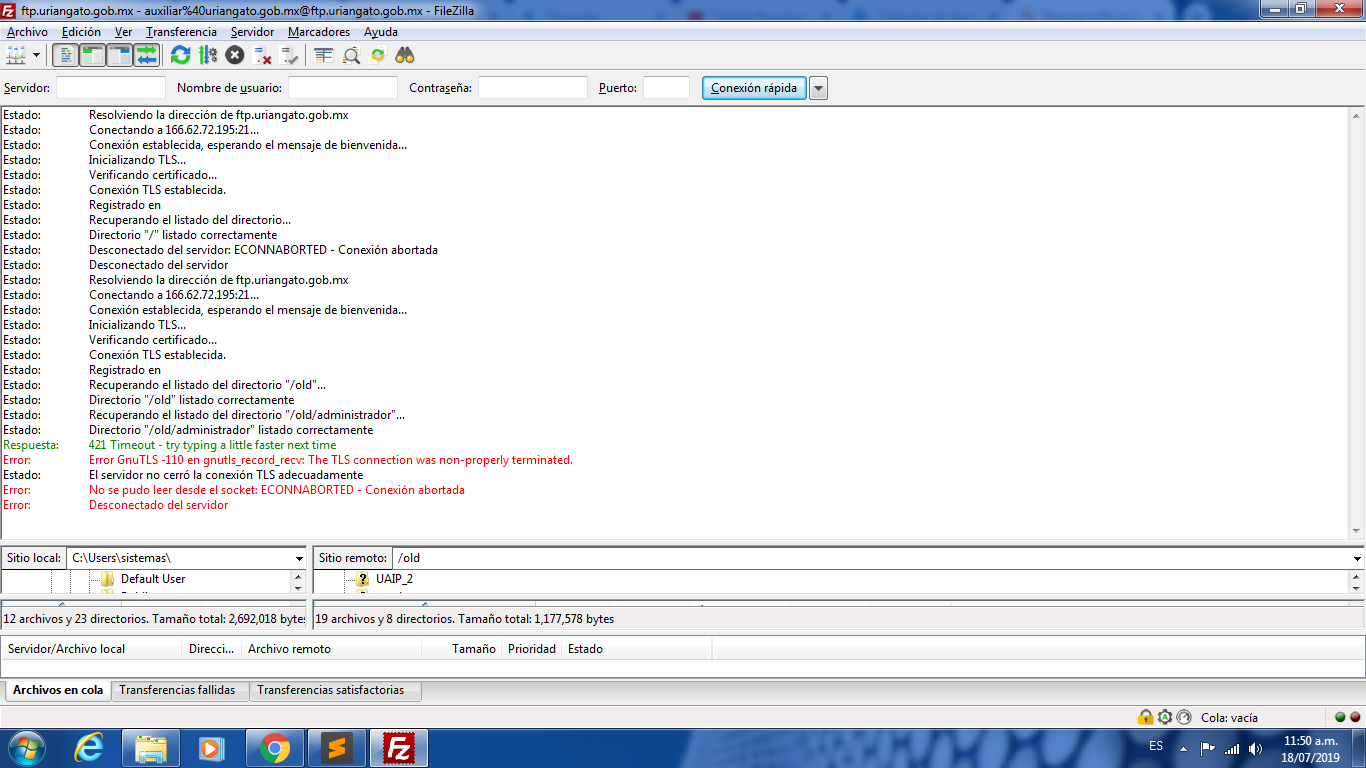 ftp.uriangato.gob.mx - auxiliar%40uriangato.gob.mx@ftp.uriangato.gob.mx - FileZilla
Archivo Edición Ver Transferencia Servidor Marcadores Ayuda
Servidor: Nombre de usuario: Contraseña: Puerto: Conexión rápida
Estado: Resolviendo la dirección de ftp.uriangato.gob.mx
Estado: Conectando a 166.62.72.195:21...
Estado: Conexión establecida, esperando el mensaje de bienvenida...
Estado: Inicializando TLS...
Estado: Verificando certificado...
Estado: Conexión TLS establecida.
Estado: Registrado en
Estado: Recuperando el listado del directorio...
Estado: Directorio "/" listado correctamente
Estado: Desconectado del servidor: ECONNABORTED - Conexión abortada
Estado: Desconectado del servidor
Estado: Resolviendo la dirección de ftp.uriangato.gob.mx
Estado: Conectando a 166.62.72.195:21...
Estado: Conexión establecida, esperando el mensaje de bienvenida...
Estado: Inicializando TLS...
Estado: Verificando certificado...
Estado: Conexión TLS establecida.
Estado: Registrado en
Estado: Recuperando el listado del directorio "/old"...
Estado: Directorio "/old" listado correctamente
Estado: Recuperando el listado del directorio "/old/administrador"...
Estado: Directorio "/old/administrador" listado correctamente
Respuesta: 421 Timeout - try typing a little faster next time
Error: Error GnuTLS -110 en gnutls_record_recv: The TLS connection was non-properly terminated.
Estado: El servidor no cerró la conexión TLS adecuadamente
Error: No se pudo leer desde el socket: ECONNABORTED - Conexión abortada
Error: Desconectado del servidor
Sitio local: C:\Users\sistemas\ Sitio remoto: /old
Default User UAIP_2
12 archivos y 23 directorios. Tamaño total: 2,692,018 bytes 19 archivos y 8 directorios. Tamaño total: 1,177,578 bytes
Servidor/Archivo local Direcci... Archivo remoto Tamaño Prioridad Estado
Archivos en cola Transferencias fallidas Transferencias satisfactorias
Cola: vacía
ES 11:50 a.m.
18/07/2019